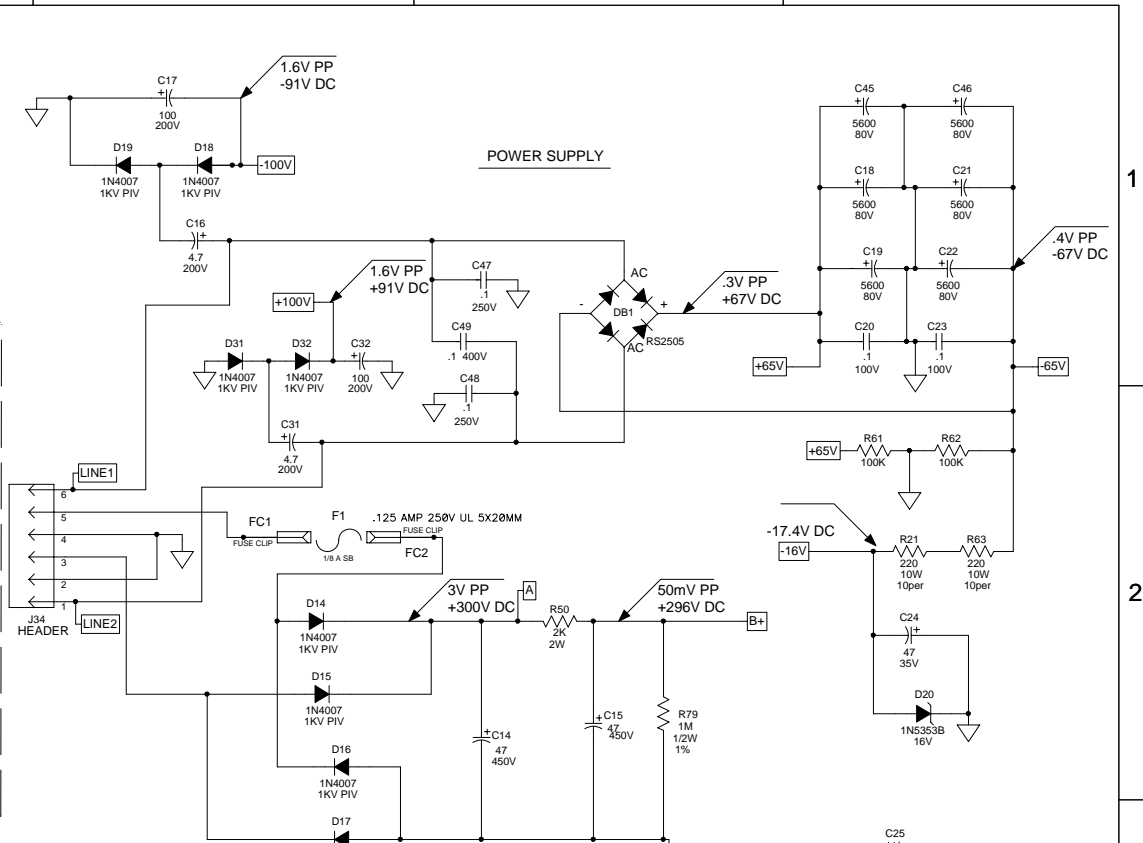 1.6V PP
-91V DC
C17
+
100
200V
D19
D18
1N4007
1KV PIV
1N4007
1KV PIV
-100V
POWER SUPPLY
C16
+
4.7
200V
1.6V PP
+91V DC
+100V
D31
D32
C32
+
1N4007
1KV PIV
1N4007
1KV PIV
100
200V
C47
.1
250V
C49
.1 400V
C48
.1
250V
C31
+
4.7
200V
AC
-
+
DB1
AC
RS2505
.3V PP
+67V DC
C45
+
5600
80V
C46
+
5600
80V
C18
+
5600
80V
C21
+
5600
80V
C19
+
5600
80V
C22
+
5600
80V
C20
.1
100V
C23
.1
100V
.4V PP
-67V DC
+65V
-65V
1
+65V
R61
100K
R62
100K
-17.4V DC
-16V
R21
220
10W
10per
R63
220
10W
10per
C24
+
47
35V
D20
1N5353B
16V
2
LINE1
6
5
4
3
2
1
J34
HEADER
LINE2
FC1
FUSE CLIP
F1
1/8 A SB
.125 AMP 250V UL 5X20MM
FUSE CLIP
FC2
D14
1N4007
1KV PIV
3V PP
+300V DC
A
R50
2K
2W
50mV PP
+296V DC
B+
D15
1N4007
1KV PIV
+
C14
47
450V
+
C15
47
450V
R79
1M
1/2W
1%
D16
1N4007
1KV PIV
D17
C25